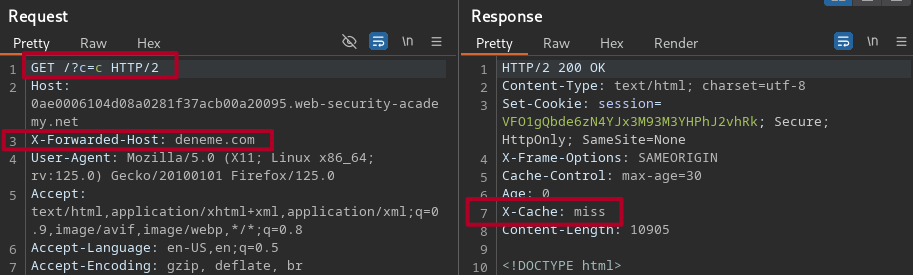 Request
Pretty Raw Hex \n
1 GET /?c=c HTTP/2
2 Host:
0ae0006104d08a0281f37acb00a20095.web-security-acade
my.net
3 X-Forwarded-Host: deneme.com
4 User-Agent: Mozilla/5.0 (X11; Linux x86_64;
rv:125.0) Gecko/20100101 Firefox/125.0
5 Accept:
text/html,application/xhtml+xml,application/xml;q=0
.9,image/avif,image/webp,*/*;q=0.8
6 Accept-Language: en-US,en;q=0.5
7 Accept-Encoding: gzip, deflate, br
Response
Pretty Raw Hex Render \n
1 HTTP/2 200 OK
2 Content-Type: text/html; charset=utf-8
3 Set-Cookie: session=
VFO1gQbde6zN4YJx3M93M3YHPhJ2vhRk; Secure;
HttpOnly; SameSite=None
4 X-Frame-Options: SAMEORIGIN
5 Cache-Control: max-age=30
6 Age: 0
7 X-Cache: miss
8 Content-Length: 10905
9
10 <!DOCTYPE html>